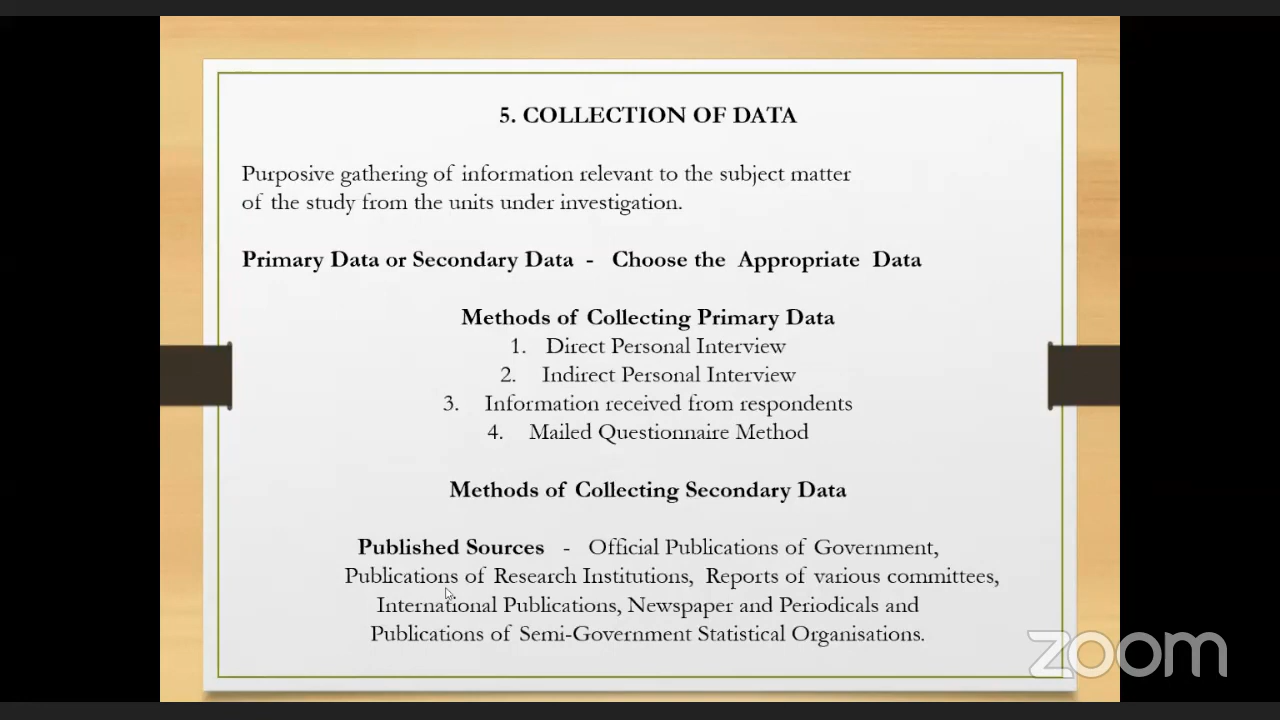 5. COLLECTION OF DATA
Purposive gathering of information relevant to the subject matter
of the study from the units under investigation.
Primary Data or Secondary Data - Choose the Appropriate Data
Methods of Collecting Primary Data
1. Direct Personal Interview
2. Indirect Personal Interview
3. Information received from respondents
4. Mailed Questionnaire Method
Methods of Collecting Secondary Data
Published Sources - Official Publications of Government,
Publications of Research Institutions, Reports of various committees,
International Publications, Newspaper and Periodicals and
Publications of Semi-Government Statistical Organisations.
zoom